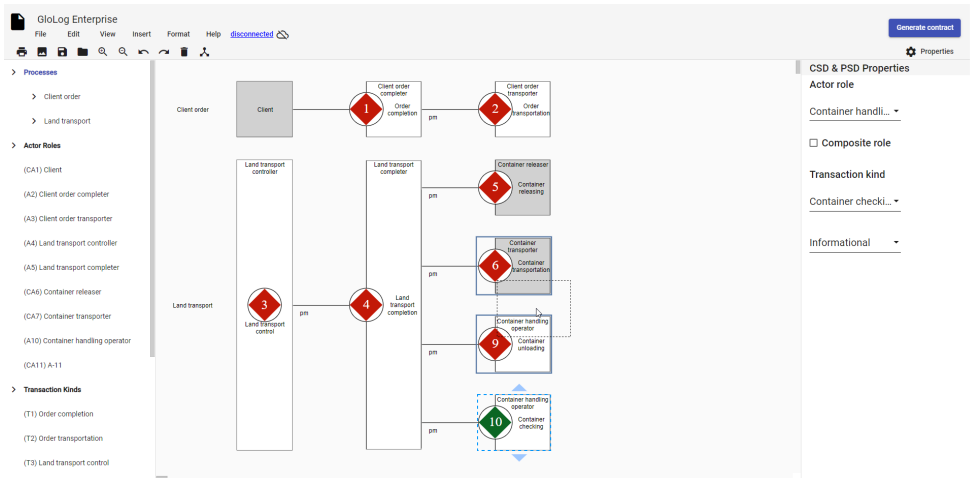 GloLog Enterprise
File Edit View Insert Format Help disconnected
Generate contract
Properties
Processes
Client order
Land transport
Actor Roles
(CA1) Client
(A2) Client order completer
(A3) Client order transporter
(A4) Land transport controller
(A5) Land transport completer
(CA6) Container releaser
(CA7) Container transporter
(A10) Container handling operator
(CA11) A-11
Transaction Kinds
(T1) Order completion
(T2) Order transportation
(T3) Land transport control
Client order
Client
Client order
completer
1
Order
completion
pm
Client order
transporter
2
Order
transportation
Land transport
Land transport
controller
3
Land transport
control
pm
Land transport
completer
4
Land
transport
completion
pm
Container releaser
5
Container
releasing
pm
Container
transporter
6
Container
transportation
pm
Container handling
operator
9
Container
unloading
pm
Container handling
operator
10
Container
checking
CSD & PSD Properties
Actor role
Container handli...
Composite role
Transaction kind
Container checki...
Informational